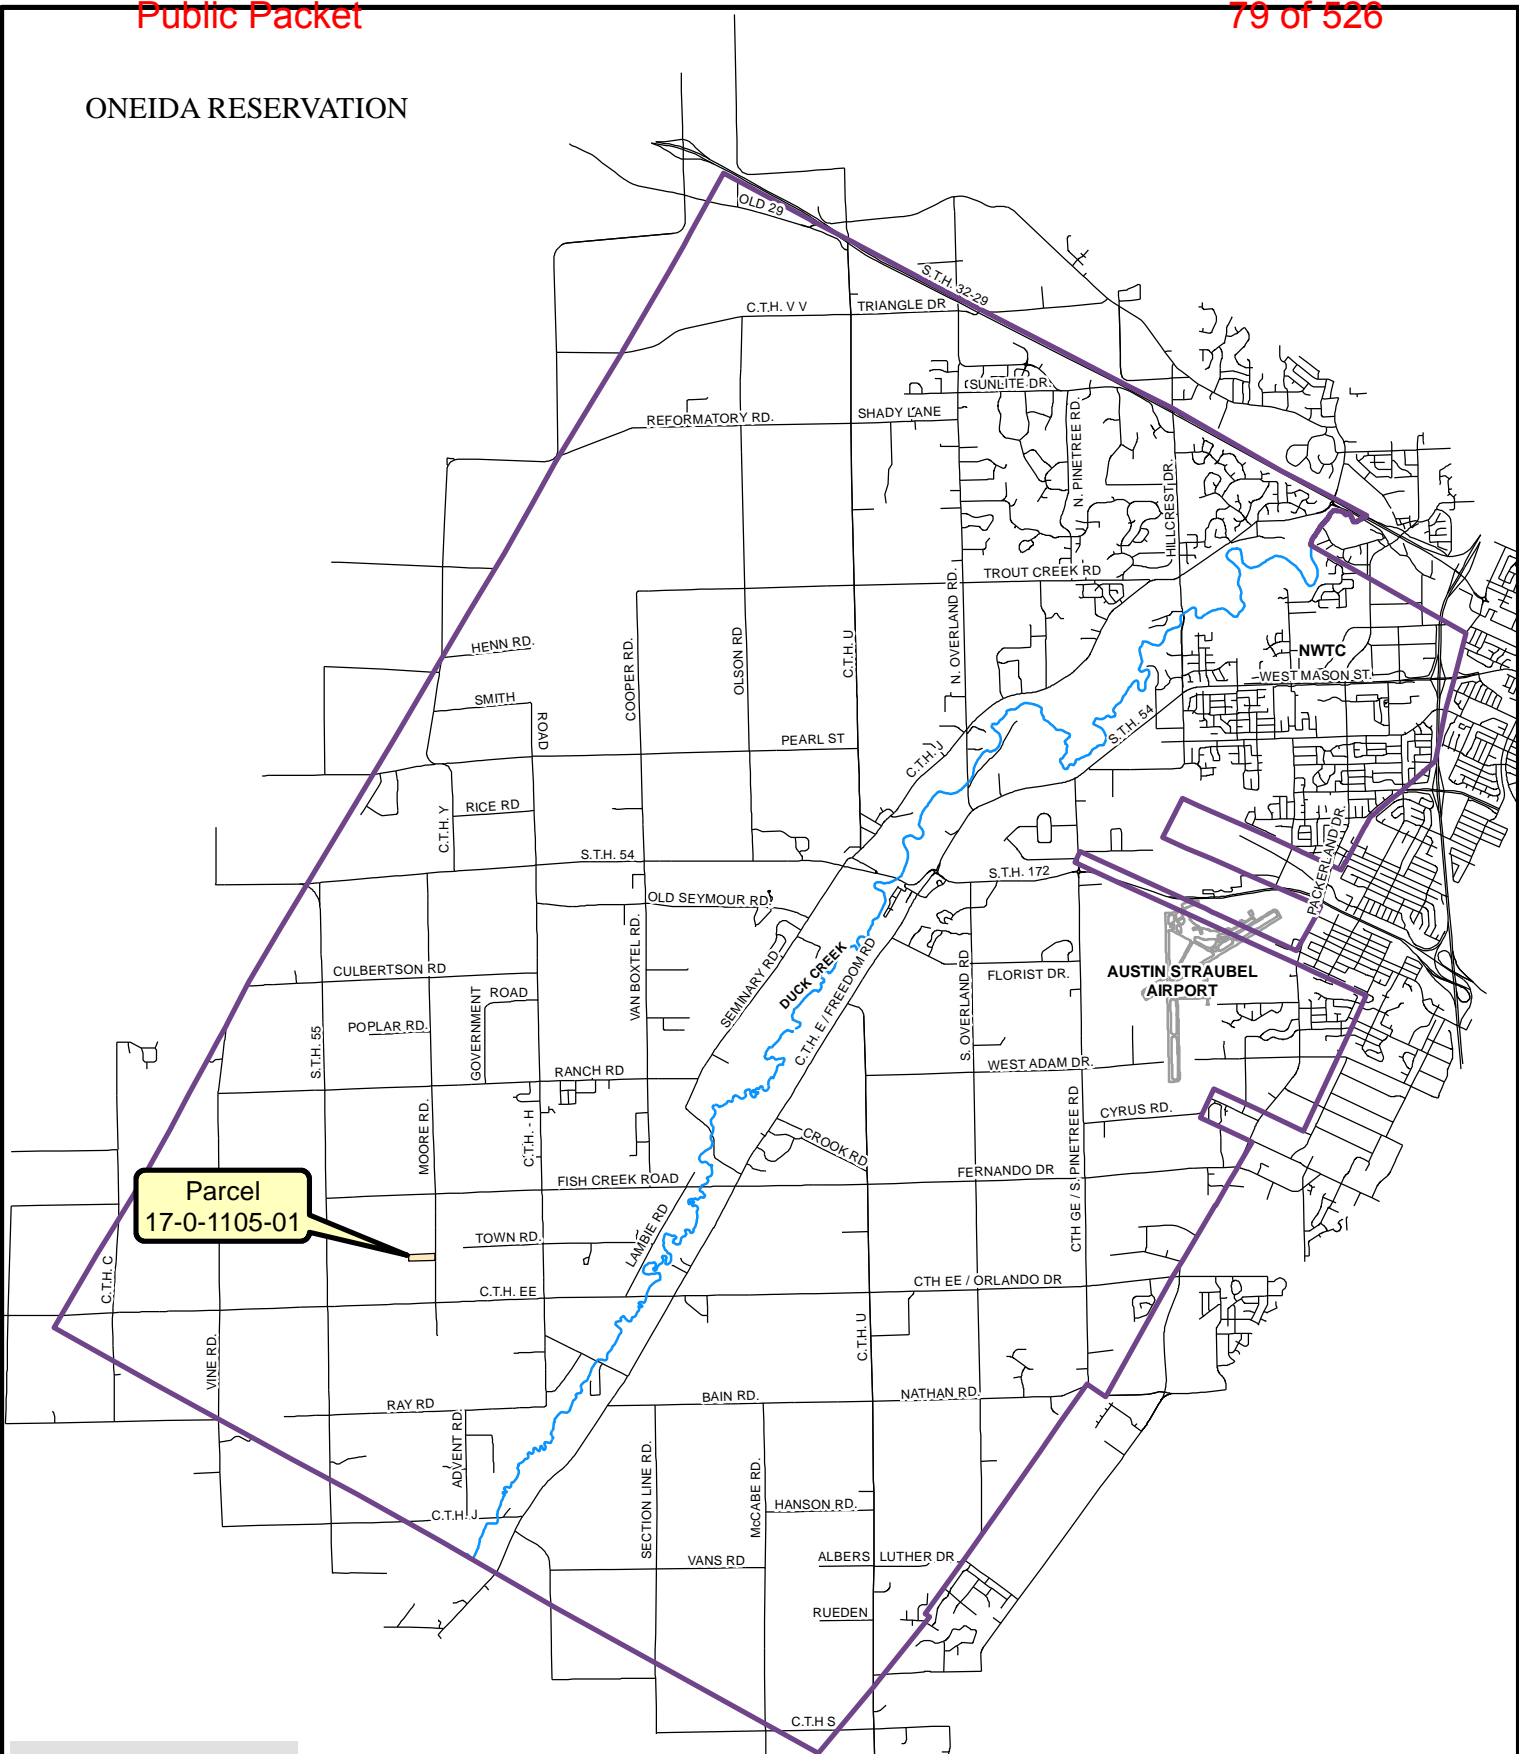 Public Packet
79 of 526
ONEIDA RESERVATION
OLD 29
S.T.H. 32-29
C.T.H. V V
TRIANGLE DR
SUNLITE DR.
REFORMATORY RD.
SHADY LANE
N. PINETREE RD.
HILLCREST DR.
TROUT CREEK RD
N. OVERLAND RD.
HENN RD.
COOPER RD.
OLSON RD
C.T.H. U
NWTC
WEST MASON ST.
SMITH
ROAD
S.T.H. 54
PEARL ST
C.T.H. J
RICE RD
C.T.H. Y
PACKERLAND DR.
S.T.H. 54
S.T.H. 172
OLD SEYMOUR RD.
VAN BOXTEL RD.
SEMINARY RD.
DUCK CREEK
C.T.H. E / FREEDOM RD
S. OVERLAND RD
FLORIST DR.
AUSTIN STRAUBEL
AIRPORT
CULBERTSON RD
GOVERNMENT
ROAD
POPLAR RD.
S.T.H. 55
RANCH RD
WEST ADAM DR.
MOORE RD.
C.T.H. - H
CTH GE / S. PINETREE RD
CYRUS RD.
CROOK RD
FISH CREEK ROAD
FERNANDO DR
Parcel
17-0-1105-01
TOWN RD.
LAMBIE RD
C.T.H. C
C.T.H. EE
CTH EE / ORLANDO DR
VINE RD.
C.T.H. U
RAY RD
BAIN RD.
NATHAN RD.
ADVENT RD.
SECTION LINE RD.
McCABE RD.
HANSON RD.
C.T.H. J
VANS RD
ALBERS
LUTHER DR
RUEDEN
C.T.H S